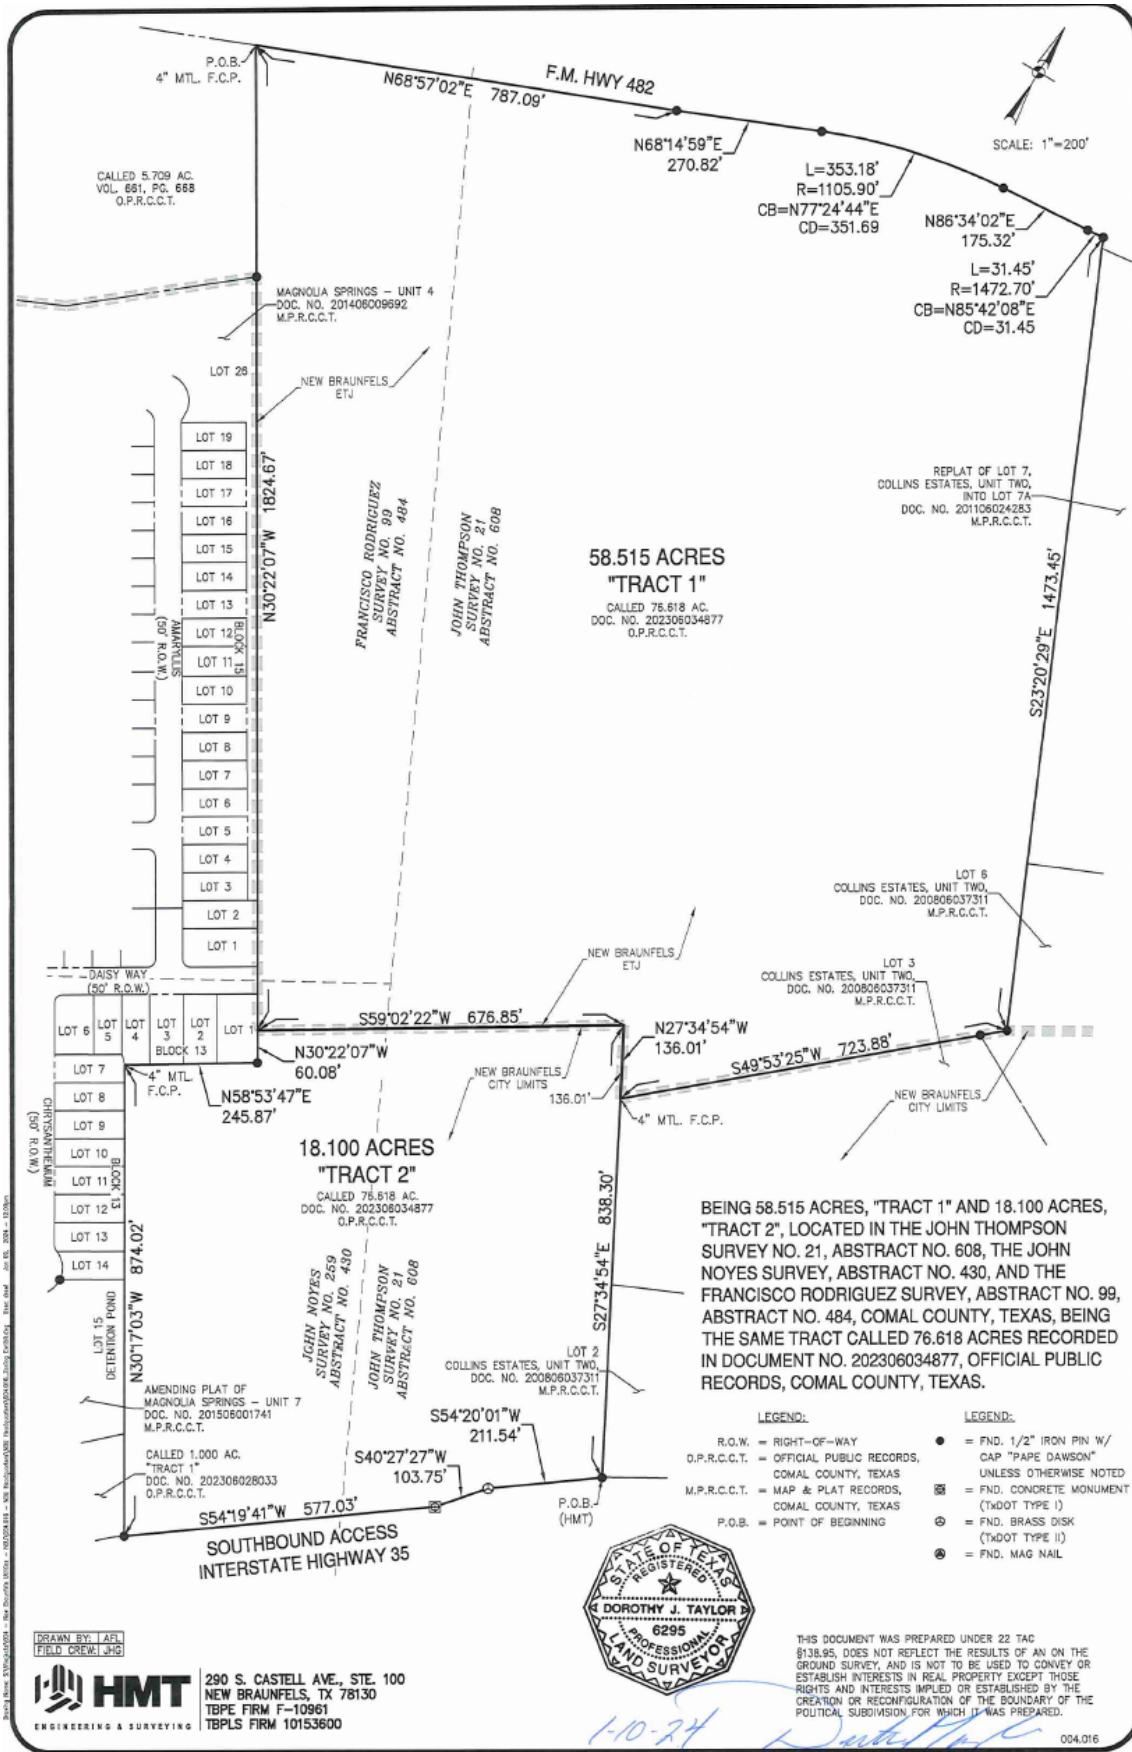 P.O.B.
4" MTL. F.C.P.
N68°57'02"E 787.09'
F.M. HWY 482
N68°14'59"E
270.82'
SCALE: 1"=200'
L=353.18'
R=1105.90'
CB=N77°24'44"E
CD=351.69
N86°34'02"E
175.32'
L=31.45'
R=1472.70'
CB=N85°42'08"E
CD=31.45
CALLED 5.709 AC.
VOL. 661, PG. 668
O.P.R.C.C.T.
MAGNOLIA SPRINGS - UNIT 4
DOC. NO. 201406009692
M.P.R.C.C.T.
LOT 28
NEW BRAUNFELS
ETJ
LOT 19
LOT 18
LOT 17
LOT 16
LOT 15
LOT 14
LOT 13
LOT 12
LOT 11
LOT 10
LOT 9
LOT 8
LOT 7
LOT 6
LOT 5
LOT 4
LOT 3
LOT 2
LOT 1
BLOCK 15
AMARYLLIS
(50' R.O.W.)
N30°22'07"W 1824.67'
FRANCISCO RODRIGUEZ
SURVEY NO. 99
ABSTRACT NO. 484
JOHN THOMPSON
SURVEY NO. 21
ABSTRACT NO. 608
58.515 ACRES
"TRACT 1"
CALLED 76.618 AC.
DOC. NO. 202306034877
O.P.R.C.C.T.
REPLAT OF LOT 7,
COLLINS ESTATES, UNIT TWO,
INTO LOT 7A
DOC. NO. 201106024283
M.P.R.C.C.T.
S23°20'29"E 1473.45'
LOT 6
COLLINS ESTATES, UNIT TWO,
DOC. NO. 200806037311
M.P.R.C.C.T.
LOT 3
COLLINS ESTATES, UNIT TWO,
DOC. NO. 200806037311
M.P.R.C.C.T.
NEW BRAUNFELS
ETJ
DAISY WAY
(50' R.O.W.)
LOT 6
LOT 5
LOT 4
LOT 3
LOT 2
LOT 1
BLOCK 13
S59°02'22"W 676.85'
N27°34'54"W
136.01'
S49°53'25"W 723.88'
N30°22'07"W
60.08'
4" MTL.
F.C.P.
N58°53'47"E
245.87'
NEW BRAUNFELS
CITY LIMITS
136.01'
4" MTL. F.C.P.
NEW BRAUNFELS
CITY LIMITS
LOT 7
LOT 8
LOT 9
LOT 10
LOT 11
LOT 12
LOT 13
LOT 14
BLOCK 13
CHRYSANTHEMUM
(50' R.O.W.)
LOT 15
DETENTION POND
N30°17'03"W 874.02'
18.100 ACRES
"TRACT 2"
CALLED 76.618 AC.
DOC. NO. 202306034877
O.P.R.C.C.T.
JOHN NOYES
SURVEY NO. 259
ABSTRACT NO. 430
JOHN THOMPSON
SURVEY NO. 21
ABSTRACT NO. 608
S27°34'54"E 838.30'
LOT 2
COLLINS ESTATES, UNIT TWO,
DOC. NO. 200806037311
M.P.R.C.C.T.
AMENDING PLAT OF
MAGNOLIA SPRINGS - UNIT 7
DOC. NO. 201506001741
M.P.R.C.C.T.
CALLED 1.000 AC.
"TRACT 1"
DOC. NO. 202306028033
O.P.R.C.C.T.
S54°20'01"W
211.54'
S40°27'27"W
103.75'
S54°19'41"W 577.03'
SOUTHBOUND ACCESS
INTERSTATE HIGHWAY 35
P.O.B.
(HMT)
BEING 58.515 ACRES, "TRACT 1" AND 18.100 ACRES,
"TRACT 2", LOCATED IN THE JOHN THOMPSON
SURVEY NO. 21, ABSTRACT NO. 608, THE JOHN
NOYES SURVEY, ABSTRACT NO. 430, AND THE
FRANCISCO RODRIGUEZ SURVEY, ABSTRACT NO. 99,
ABSTRACT NO. 484, COMAL COUNTY, TEXAS, BEING
THE SAME TRACT CALLED 76.618 ACRES RECORDED
IN DOCUMENT NO. 202306034877, OFFICIAL PUBLIC
RECORDS, COMAL COUNTY, TEXAS.
LEGEND:
R.O.W. = RIGHT-OF-WAY
O.P.R.C.C.T. = OFFICIAL PUBLIC RECORDS,
COMAL COUNTY, TEXAS
M.P.R.C.C.T. = MAP & PLAT RECORDS,
COMAL COUNTY, TEXAS
P.O.B. = POINT OF BEGINNING
LEGEND:
= FND. 1/2" IRON PIN W/
CAP "PAPE DAWSON"
UNLESS OTHERWISE NOTED
= FND. CONCRETE MONUMENT
(TxDOT TYPE I)
= FND. BRASS DISK
(TxDOT TYPE II)
= FND. MAG NAIL
STATE OF TEXAS
REGISTERED
DOROTHY J. TAYLOR
6295
PROFESSIONAL
LAND SURVEYOR
THIS DOCUMENT WAS PREPARED UNDER 22 TAC
§138.95, DOES NOT REFLECT THE RESULTS OF AN ON THE
GROUND SURVEY, AND IS NOT TO BE USED TO CONVEY OR
ESTABLISH INTERESTS IN REAL PROPERTY EXCEPT THOSE
RIGHTS AND INTERESTS IMPLIED OR ESTABLISHED BY THE
CREATION OR RECONFIGURATION OF THE BOUNDARY OF THE
POLITICAL SUBDIVISION FOR WHICH IT WAS PREPARED.
1-10-24
004.016
DRAWN BY: AFL
FIELD CREW: JHG
HMT
ENGINEERING & SURVEYING
290 S. CASTELL AVE., STE. 100
NEW BRAUNFELS, TX 78130
TBPE FIRM F-10961
TBPLS FIRM 10153600